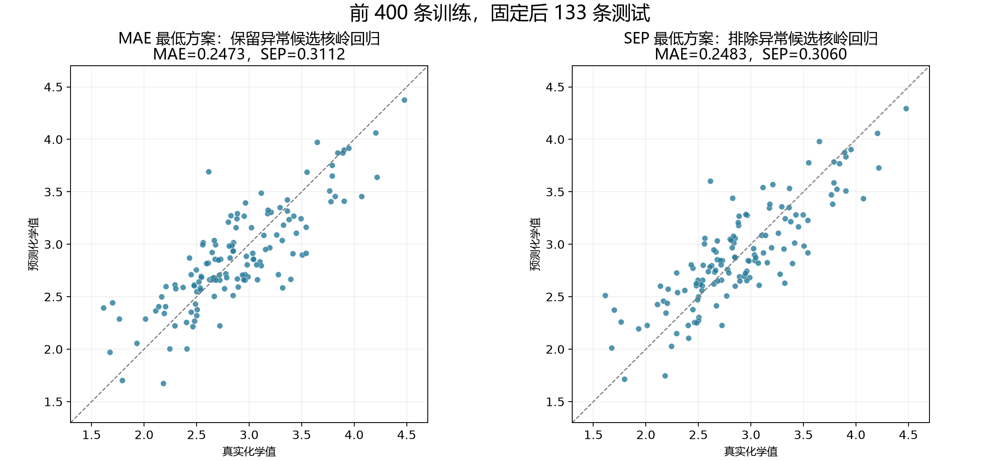 前 400 条训练，固定后 133 条测试
MAE 最低方案：保留异常候选核岭回归
MAE=0.2473，SEP=0.3112
4.5
4.0
3.5
3.0
2.5
2.0
1.5
预测化学值
1.5 2.0 2.5 3.0 3.5 4.0 4.5
真实化学值
SEP 最低方案：排除异常候选核岭回归
MAE=0.2483，SEP=0.3060
4.5
4.0
3.5
3.0
2.5
2.0
1.5
预测化学值
1.5 2.0 2.5 3.0 3.5 4.0 4.5
真实化学值